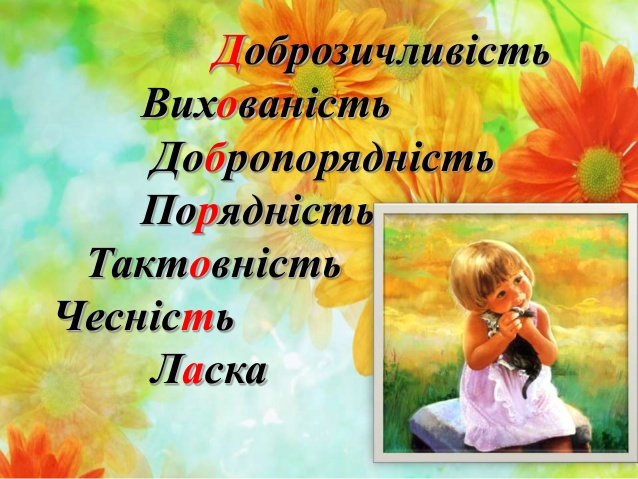 Доброзичливість
Вихованість
Добропорядність
Порядність
Тактовність
Чесність
Ласка